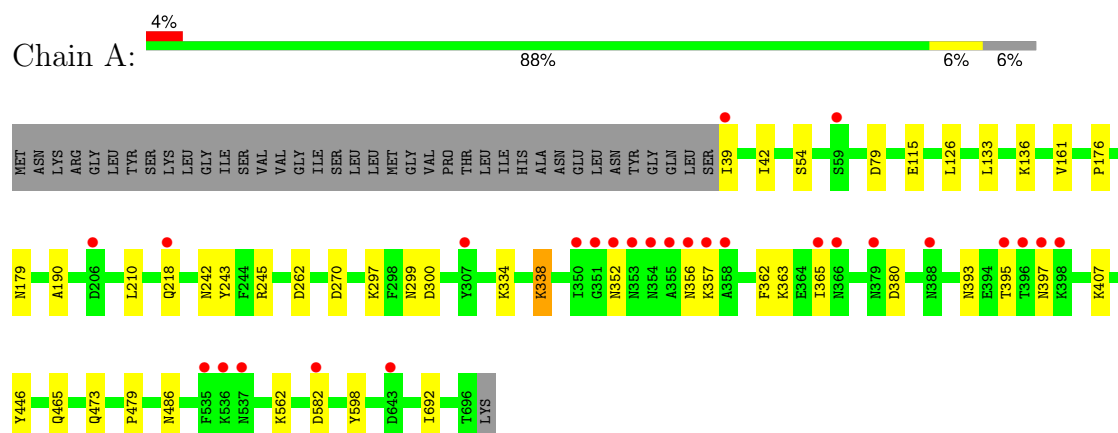 4%
Chain A:
88% 6% 6%
MET ASN LYS ARG GLY LEU TYR SER LYS LEU GLY ILE SER VAL VAL GLY ILE SER LEU LEU MET GLY VAL PRO THR LEU ILE HIS ALA ASN GLU LEU ASN TYR GLY GLN LEU SER I39 I42 S54 S59 D79 E115 L126 L133 K136 V161 P176
N179 A190 D206 L210 Q218 N242 Y243 F244 R245 D262 D270 K297 F298 N299 D300 Y307 K334 K338 I350 G351 N352 N353 N354 A355 N356 K357 A358 F362 K363 E364 I365 N366 N379 D380 N388 N393 E394 T395 T396 N397 K398 K407
Y446 Q465 Q473 P479 N486 F535 K536 N537 K562 D582 Y598 D643 I692 T696 LYS